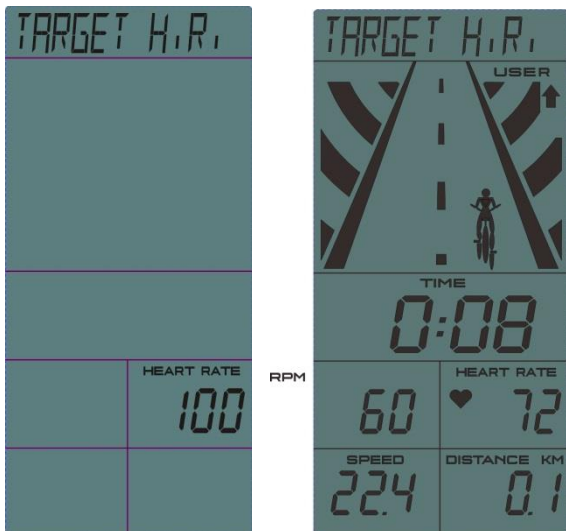 TARGET H.R.
HEART RATE
100
RPM
TARGET H.R.
USER
TIME
0:08
HEART RATE
60
72
SPEED
DISTANCE KM
22.4
0.1